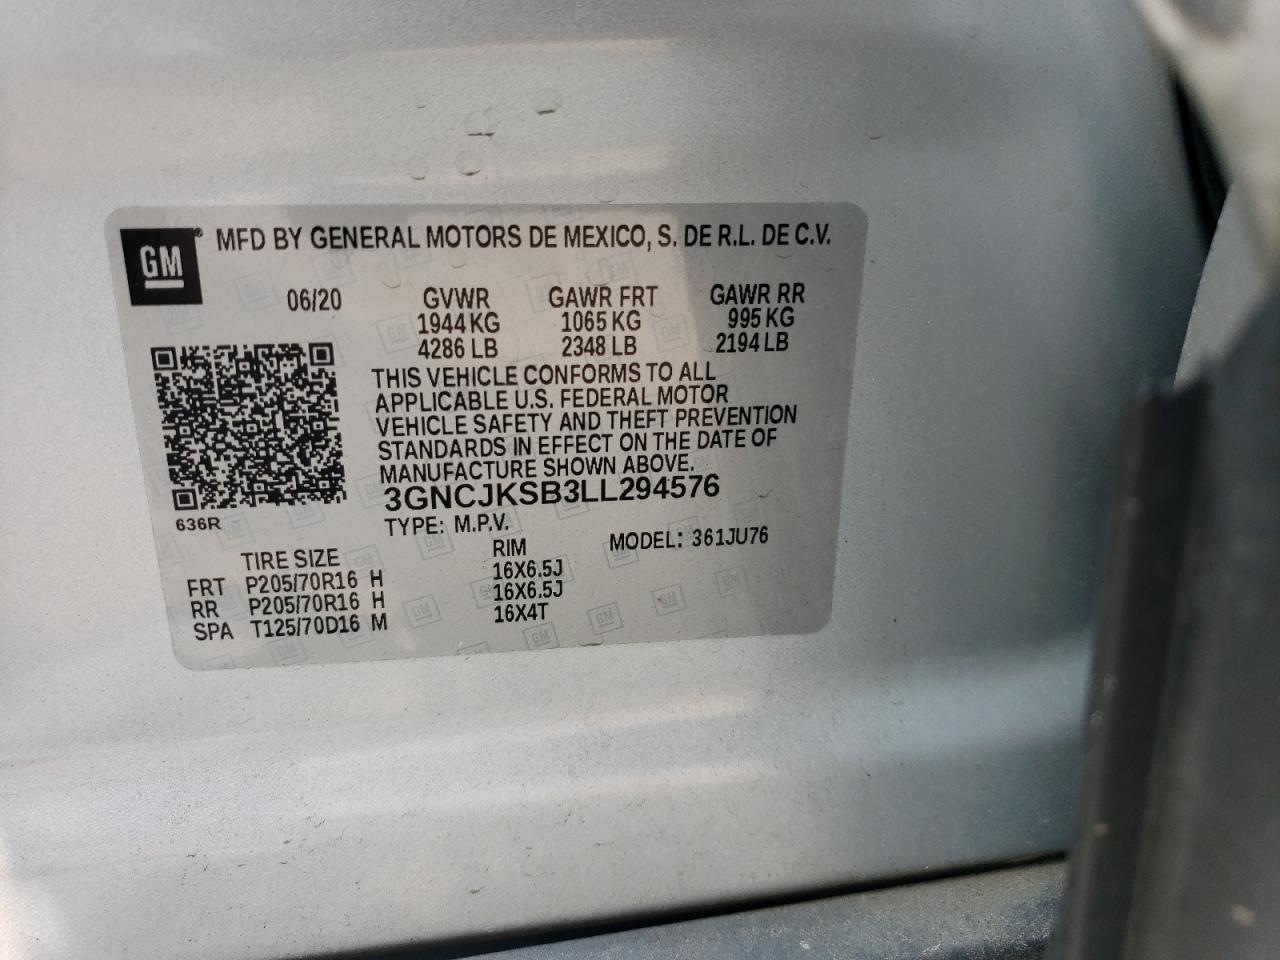 GM
MFD BY GENERAL MOTORS DE MEXICO, S. DE R.L. DE C.V.
06/20 GVWR GAWR FRT GAWR RR
1944 KG 1065 KG 995 KG
4286 LB 2348 LB 2194 LB
THIS VEHICLE CONFORMS TO ALL
APPLICABLE U.S. FEDERAL MOTOR
VEHICLE SAFETY AND THEFT PREVENTION
STANDARDS IN EFFECT ON THE DATE OF
MANUFACTURE SHOWN ABOVE.
3GNCJKSB3LL294576
636R
TYPE: M.P.V. MODEL: 361JU76
TIRE SIZE RIM
FRT P205/70R16 H 16X6.5J
RR P205/70R16 H 16X6.5J
SPA T125/70D16 M 16X4T